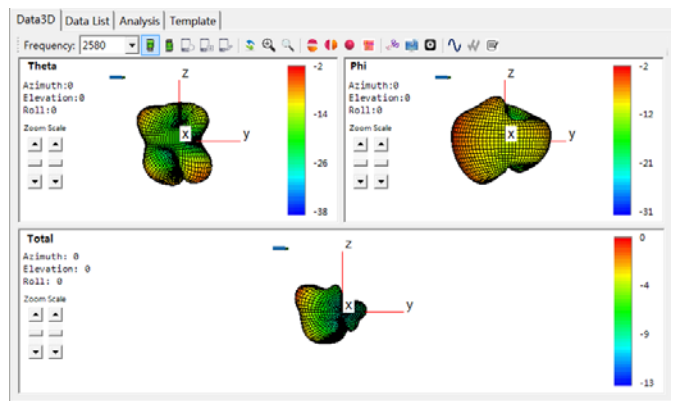 Data3D Data List Analysis Template
Frequency: 2580
Theta
Azimuth:0
Elevation:0
Roll:0
Zoom Scale
Z
y
X
-2
-14
-26
-38
Phi
Azimuth:0
Elevation:0
Roll:0
Zoom Scale
Z
y
X
-2
-12
-21
-31
Total
Azimuth: 0
Elevation: 0
Roll: 0
Zoom Scale
Z
y
X
0
-4
-9
-13